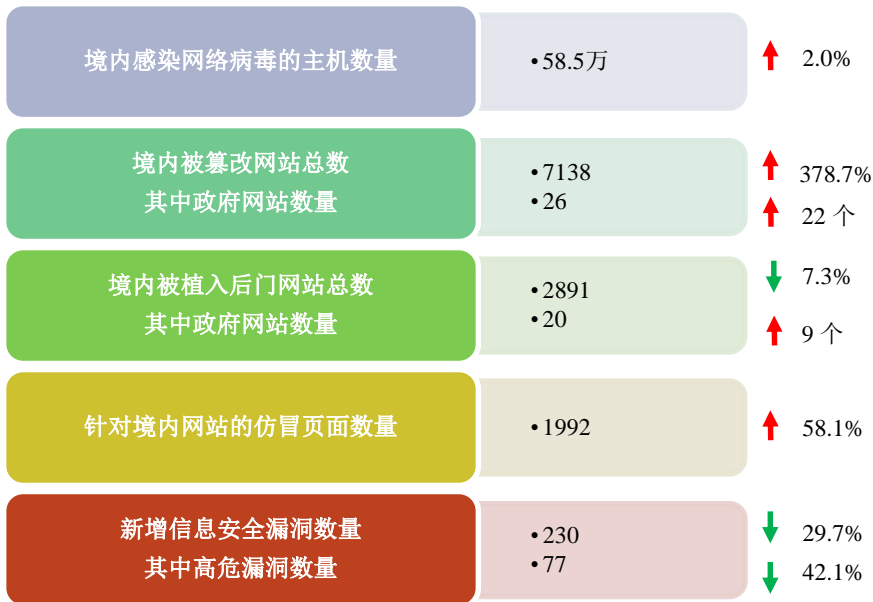 境内感染网络病毒的主机数量
•58.5万
2.0%
境内被篡改网站总数
其中政府网站数量
•7138
•26
378.7%
22 个
境内被植入后门网站总数
其中政府网站数量
•2891
•20
7.3%
9 个
针对境内网站的仿冒页面数量
•1992
58.1%
新增信息安全漏洞数量
其中高危漏洞数量
•230
•77
29.7%
42.1%